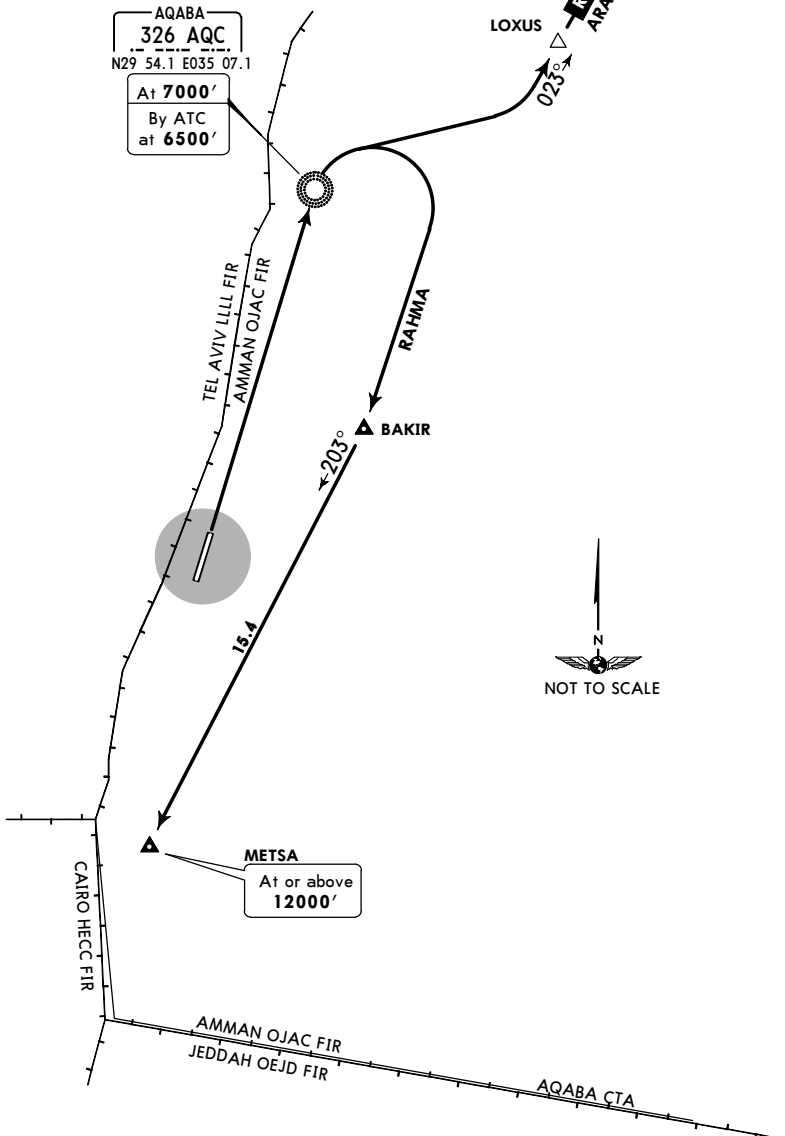 AQABA
326 AQC
N29 54.1 E035 07.1
At 7000'
By ATC
at 6500'
LOXUS
023°
TEL AVIV LLLL FIR
AMMAN OJAC FIR
RAHMA
BAKIR
203°
15.4
N
NOT TO SCALE
METSA
At or above
12000'
CAIRO HECC FIR
AMMAN OJAC FIR
JEDDAH OEJD FIR
AQABA CTA